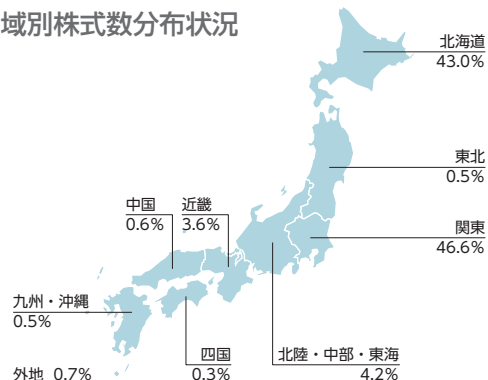 域別株式数分布状況
北海道
43.0%
東北
0.5%
中国
0.6%
近畿
3.6%
関東
46.6%
九州・沖縄
0.5%
四国
0.3%
北陸・中部・東海
4.2%
外地 0.7%